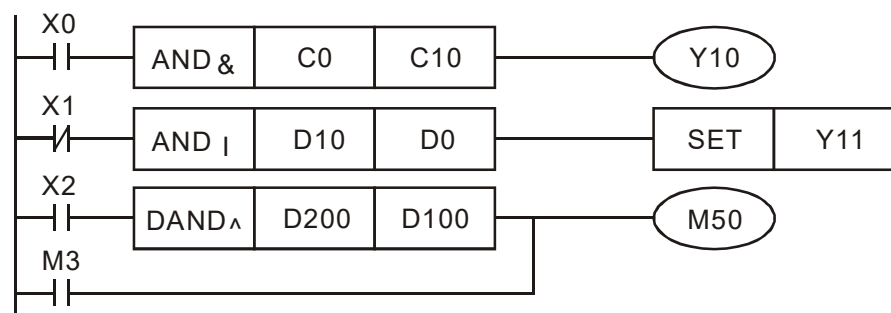 X0
AND & C0 C10 Y10
X1
AND | D10 D0 SET Y11
X2
DAND ^ D200 D100 M50
M3